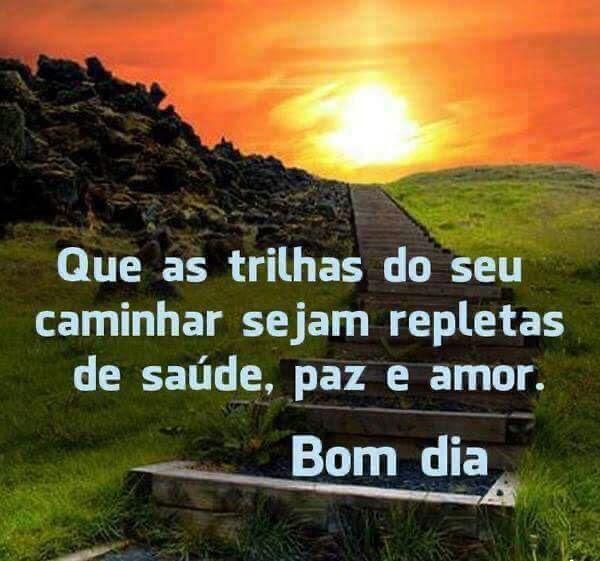 Que as trilhas do seu
caminhar sejam repletas
de saúde, paz e amor.
Bom dia